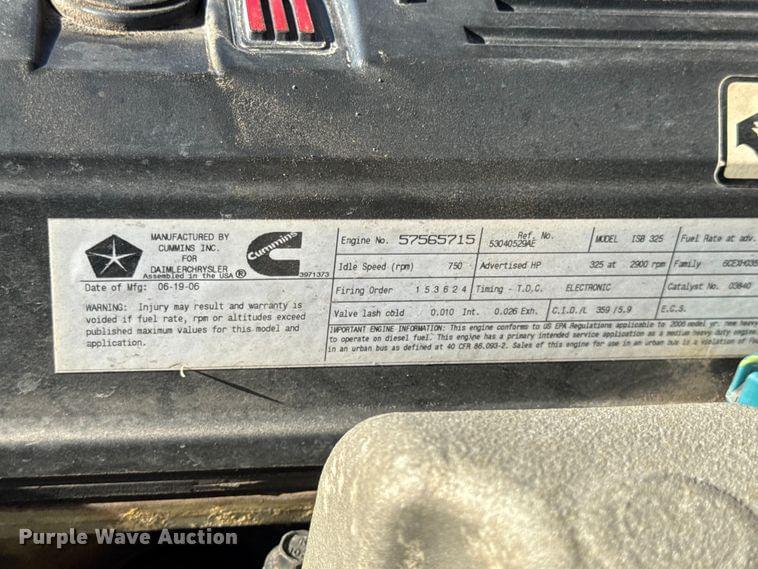 MANUFACTURED BY
CUMMINS INC.
FOR
DAIMLERCHRYSLER
Assembled in the USA ®
Cummins
3971373
Date of Mfg: 06-19-06
WARNING: Injury may result and warranty is
voided if fuel rate, rpm or altitudes exceed
published maximum values for this model and
application.
Engine No. 57565715 Ref. No. 53040529AE MODEL ISB 325 Fuel Rate at adv.
Idle Speed (rpm) 750 Advertised HP 325 at 2900 rpm Family
Firing Order 1 5 3 6 2 4 Timing - T.D.C. ELECTRONIC Catalyst No. 03840
Valve lash cold 0.010 Int. 0.026 Exh. C.I.D./L 359 / 5.9 E.C.S.
IMPORTANT ENGINE INFORMATION: This engine conforms to US EPA Regulations applicable to 2006 model yr. new heavy
to operate on diesel fuel. This engine has a primary intended service application as a medium heavy duty engine.
in an urban bus as defined at 40 CFR 86.093-2. Sales of this engine for use in an urban bus is a violation of
Purple Wave Auction